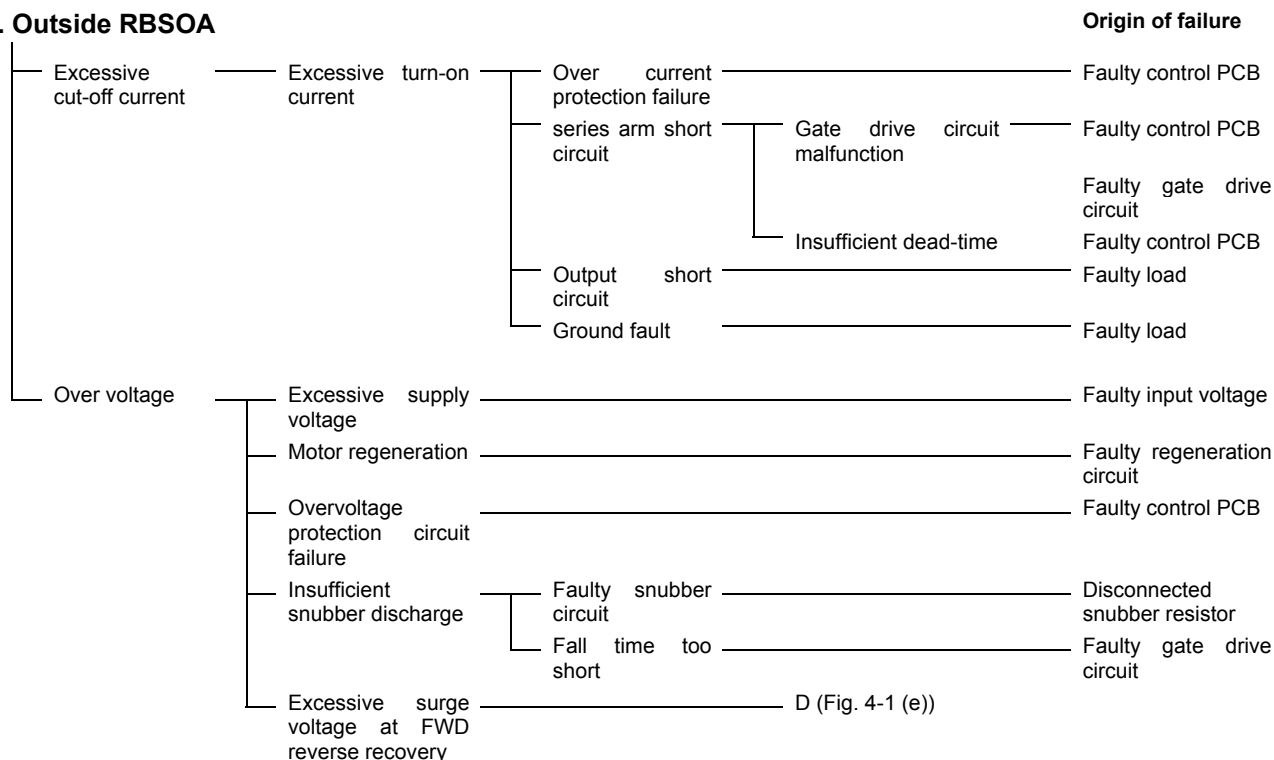 . Outside RBSOA
Origin of failure
Excessive
cut-off current
Excessive turn-on
current
Over current
protection failure
Faulty control PCB
series arm short
circuit
Gate drive circuit
malfunction
Faulty control PCB
Faulty gate drive
circuit
Insufficient dead-time
Faulty control PCB
Output short
circuit
Faulty load
Ground fault
Faulty load
Over voltage
Excessive supply
voltage
Faulty input voltage
Motor regeneration
Faulty regeneration
circuit
Overvoltage
protection circuit
failure
Faulty control PCB
Insufficient
snubber discharge
Faulty snubber
circuit
Disconnected
snubber resistor
Fall time too
short
Faulty gate drive
circuit
Excessive surge
voltage at FWD
reverse recovery
D (Fig. 4-1 (e))